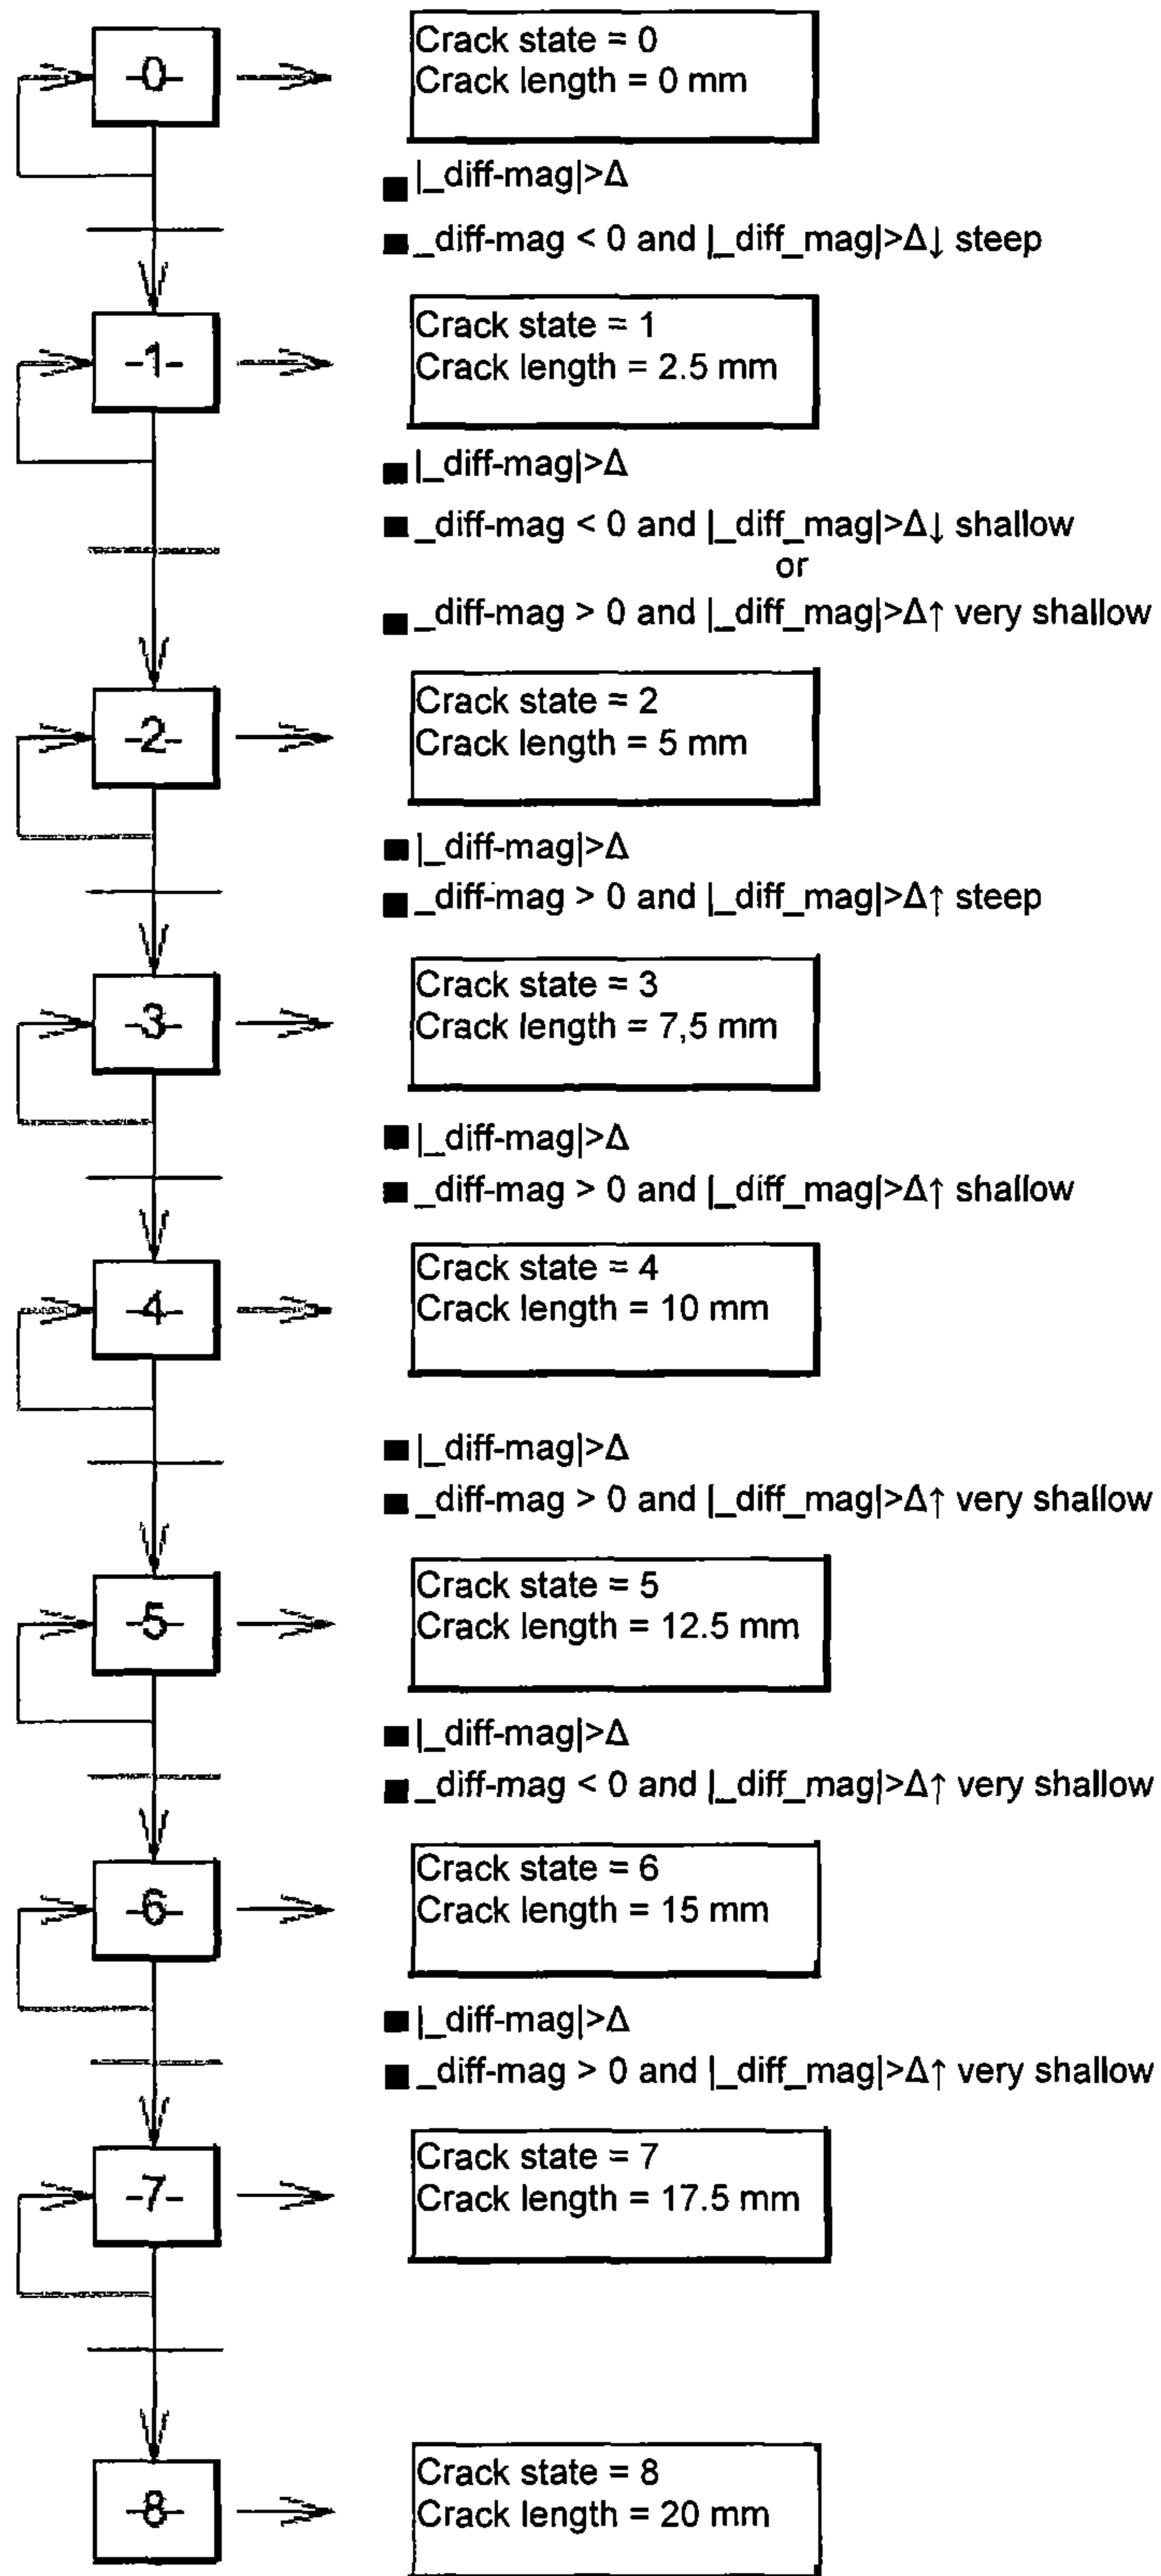 -0-
Crack state = 0
Crack length = 0 mm
■ |_diff-mag|>Δ
■ _diff-mag < 0 and |_diff_mag|>Δ↓ steep
-1-
Crack state = 1
Crack length = 2.5 mm
■ |_diff-mag|>Δ
■ _diff-mag < 0 and |_diff_mag|>Δ↓ shallow
or
■ _diff-mag > 0 and |_diff_mag|>Δ↑ very shallow
-2-
Crack state = 2
Crack length = 5 mm
■ |_diff-mag|>Δ
■ _diff-mag > 0 and |_diff_mag|>Δ↑ steep
-3-
Crack state = 3
Crack length = 7,5 mm
■ |_diff-mag|>Δ
■ _diff-mag > 0 and |_diff_mag|>Δ↑ shallow
-4-
Crack state = 4
Crack length = 10 mm
■ |_diff-mag|>Δ
■ _diff-mag > 0 and |_diff_mag|>Δ↑ very shallow
-5-
Crack state = 5
Crack length = 12.5 mm
■ |_diff-mag|>Δ
■ _diff-mag < 0 and |_diff_mag|>Δ↑ very shallow
-6-
Crack state = 6
Crack length = 15 mm
■ |_diff-mag|>Δ
■ _diff-mag > 0 and |_diff_mag|>Δ↑ very shallow
-7-
Crack state = 7
Crack length = 17.5 mm
-8-
Crack state = 8
Crack length = 20 mm